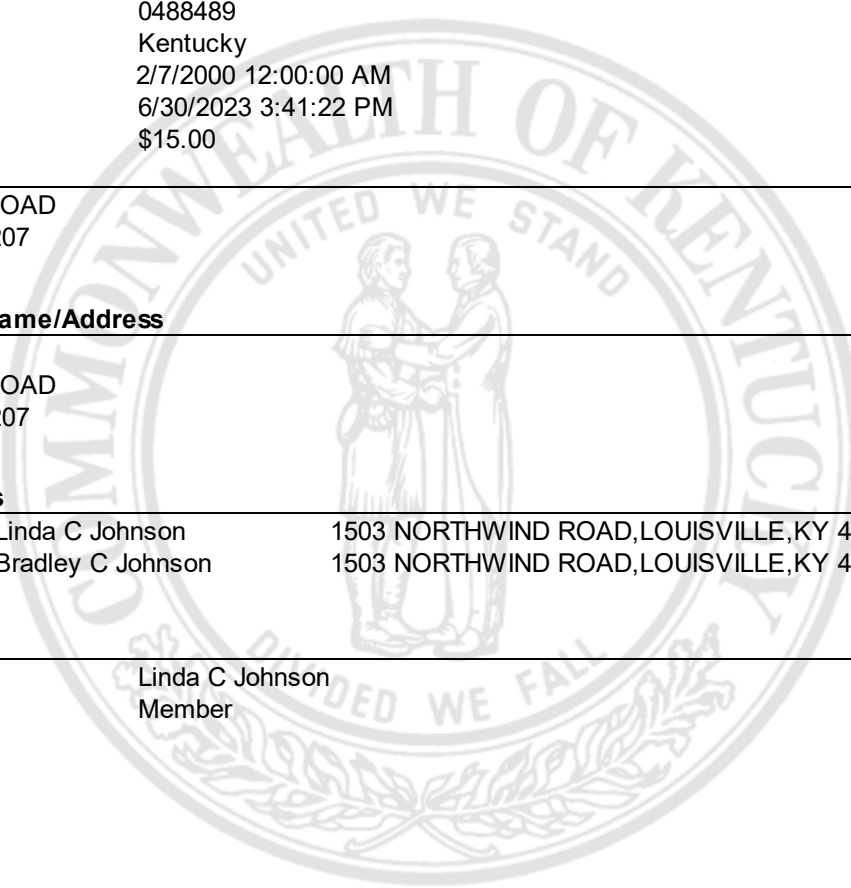 0488489
Kentucky
2/7/2000 12:00:00 AM
6/30/2023 3:41:22 PM
$15.00
OAD
207
ame/Address
OAD
207
s
Linda C Johnson 1503 NORTHWIND ROAD,LOUISVILLE,KY 4
Bradley C Johnson 1503 NORTHWIND ROAD,LOUISVILLE,KY 4
Linda C Johnson
Member
COMMONWEALTH OF KENTUCKY
UNITED WE STAND
DIVIDED WE FALL